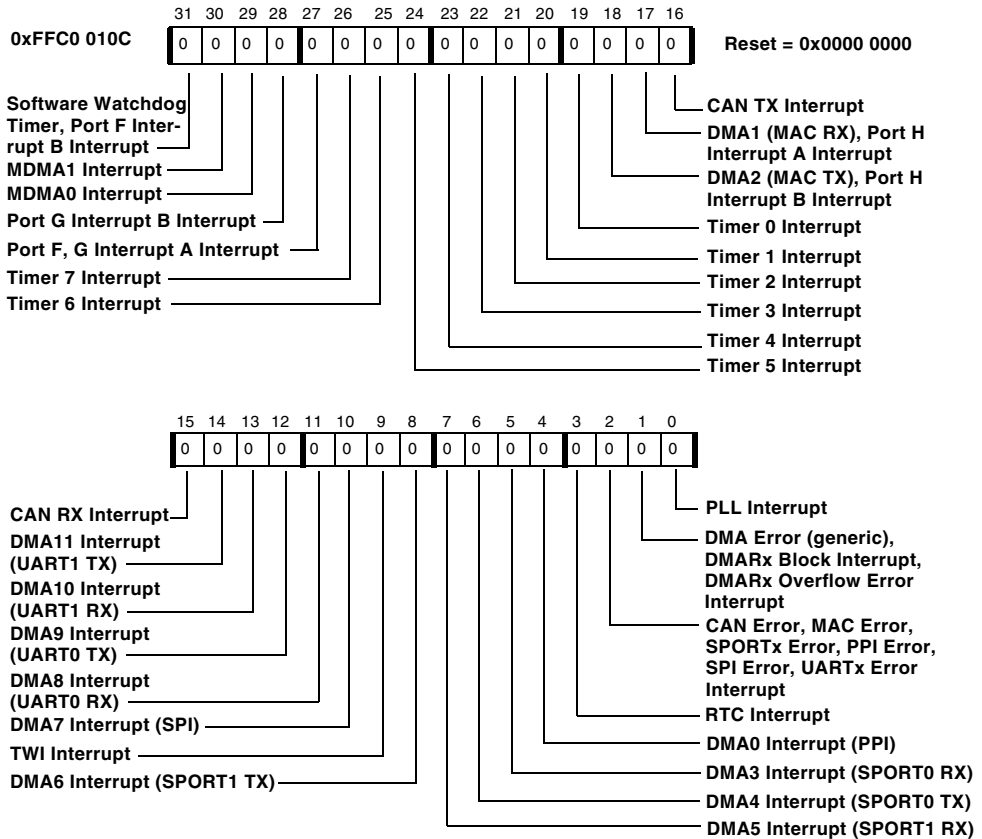 31 30 29 28 27 26 25 24 23 22 21 20 19 18 17 16
0xFFC0 010C
0 0 0 0 0 0 0 0 0 0 0 0 0 0 0 0
Reset = 0x0000 0000
Software Watchdog
Timer, Port F Inter-
rupt B Interrupt
MDMA1 Interrupt
MDMA0 Interrupt
Port G Interrupt B Interrupt
Port F, G Interrupt A Interrupt
Timer 7 Interrupt
Timer 6 Interrupt
CAN TX Interrupt
DMA1 (MAC RX), Port H
Interrupt A Interrupt
DMA2 (MAC TX), Port H
Interrupt B Interrupt
Timer 0 Interrupt
Timer 1 Interrupt
Timer 2 Interrupt
Timer 3 Interrupt
Timer 4 Interrupt
Timer 5 Interrupt
15 14 13 12 11 10 9 8 7 6 5 4 3 2 1 0
0 0 0 0 0 0 0 0 0 0 0 0 0 0 0 0
CAN RX Interrupt
DMA11 Interrupt
(UART1 TX)
DMA10 Interrupt
(UART1 RX)
DMA9 Interrupt
(UART0 TX)
DMA8 Interrupt
(UART0 RX)
DMA7 Interrupt (SPI)
TWI Interrupt
DMA6 Interrupt (SPORT1 TX)
PLL Interrupt
DMA Error (generic),
DMARx Block Interrupt,
DMARx Overflow Error
Interrupt
CAN Error, MAC Error,
SPORTx Error, PPI Error,
SPI Error, UARTx Error
Interrupt
RTC Interrupt
DMA0 Interrupt (PPI)
DMA3 Interrupt (SPORT0 RX)
DMA4 Interrupt (SPORT0 TX)
DMA5 Interrupt (SPORT1 RX)